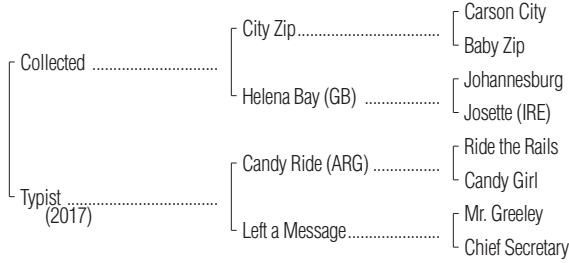 Carson City
City Zip
Baby Zip
Collected
Johannesburg
Helena Bay (GB)
Josette (IRE)
Ride the Rails
Candy Ride (ARG)
Candy Girl
Typist
(2017)
Mr. Greeley
Left a Message
Chief Secretary